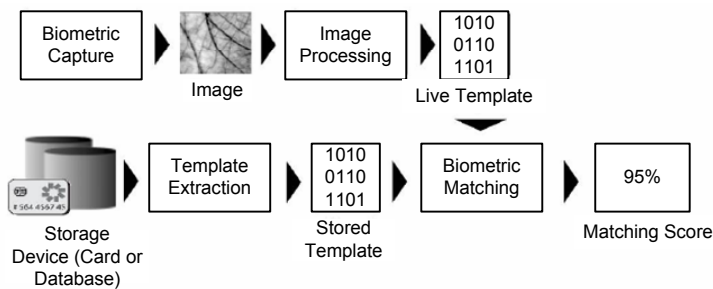 Biometric
Capture
Image
Image
Processing
1010
0110
1101
Live Template
Storage
Device (Card or
Database)
Template
Extraction
1010
0110
1101
Stored
Template
Biometric
Matching
95%
Matching Score